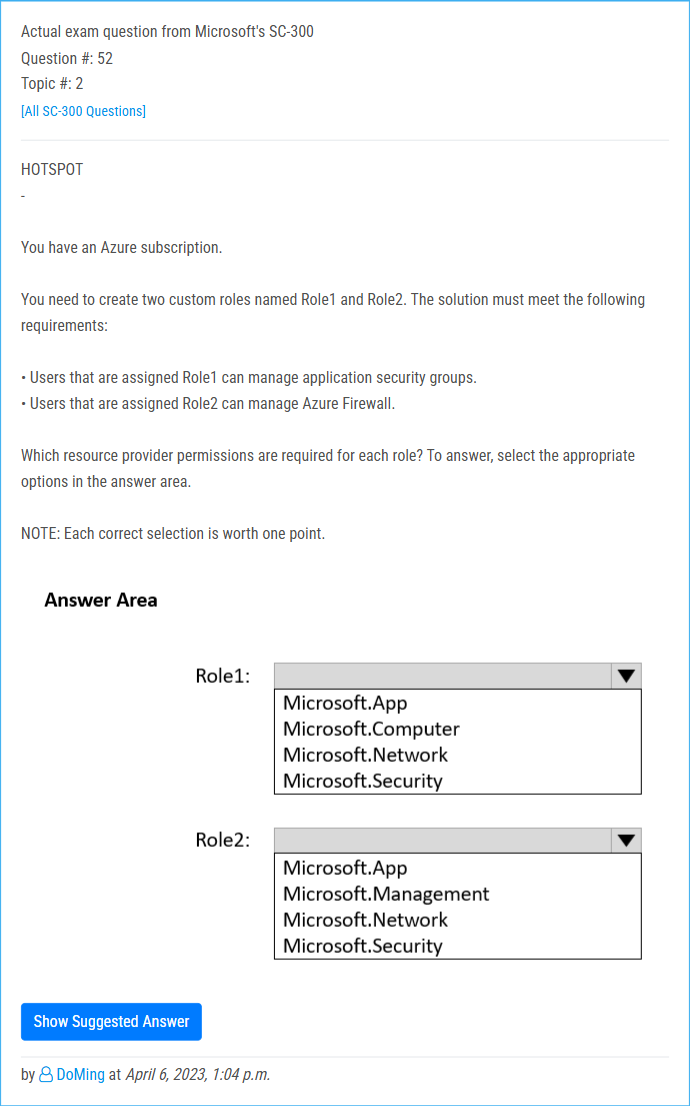 Actual exam question from Microsoft's SC-300
Question #: 52
Topic #: 2
[All SC-300 Questions]
HOTSPOT
-
You have an Azure subscription.
You need to create two custom roles named Role1 and Role2. The solution must meet the following
requirements:
• Users that are assigned Role1 can manage application security groups.
• Users that are assigned Role2 can manage Azure Firewall.
Which resource provider permissions are required for each role? To answer, select the appropriate
options in the answer area.
NOTE: Each correct selection is worth one point.
Answer Area
Role1:
Microsoft.App
Microsoft.Computer
Microsoft.Network
Microsoft.Security
Role2:
Microsoft.App
Microsoft.Management
Microsoft.Network
Microsoft.Security
Show Suggested Answer
by DoMing at April 6, 2023, 1:04 p.m.